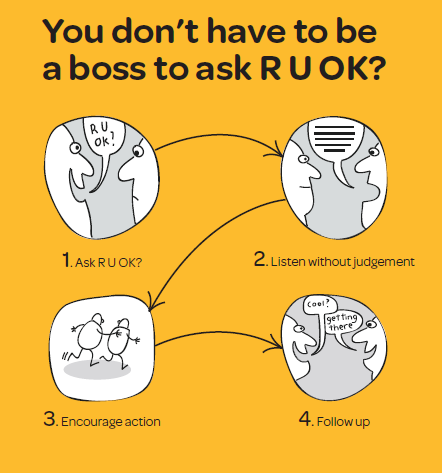 You don't have to be
a boss to ask R U OK?
R U
OK?
1. Ask R U OK?
2. Listen without judgement
3. Encourage action
cool?
getting
there
4. Follow up